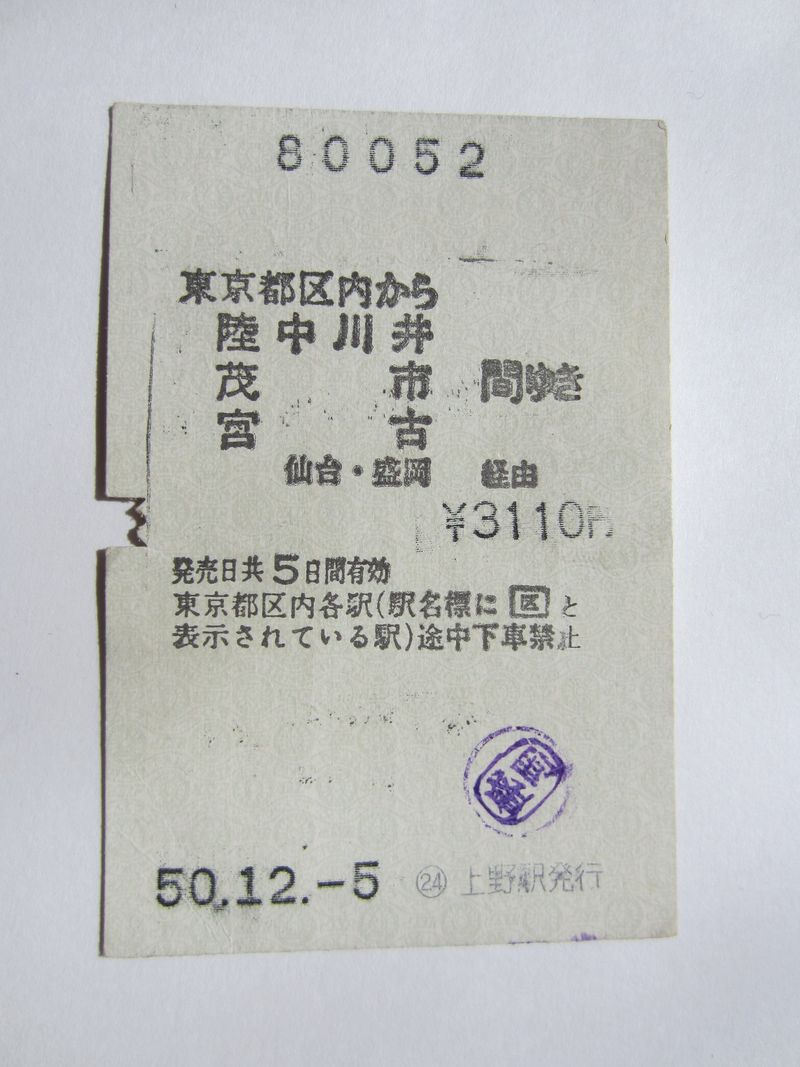 80052
東京都区内から
陸中川井
茂市 間ゆき
宮古
仙台・盛岡 経由
¥3110円
発売日共5日間有効
東京都区内各駅(駅名標に区と
表示されている駅)途中下車禁止
盛岡
50.12.-5 ㉔ 上野駅発行